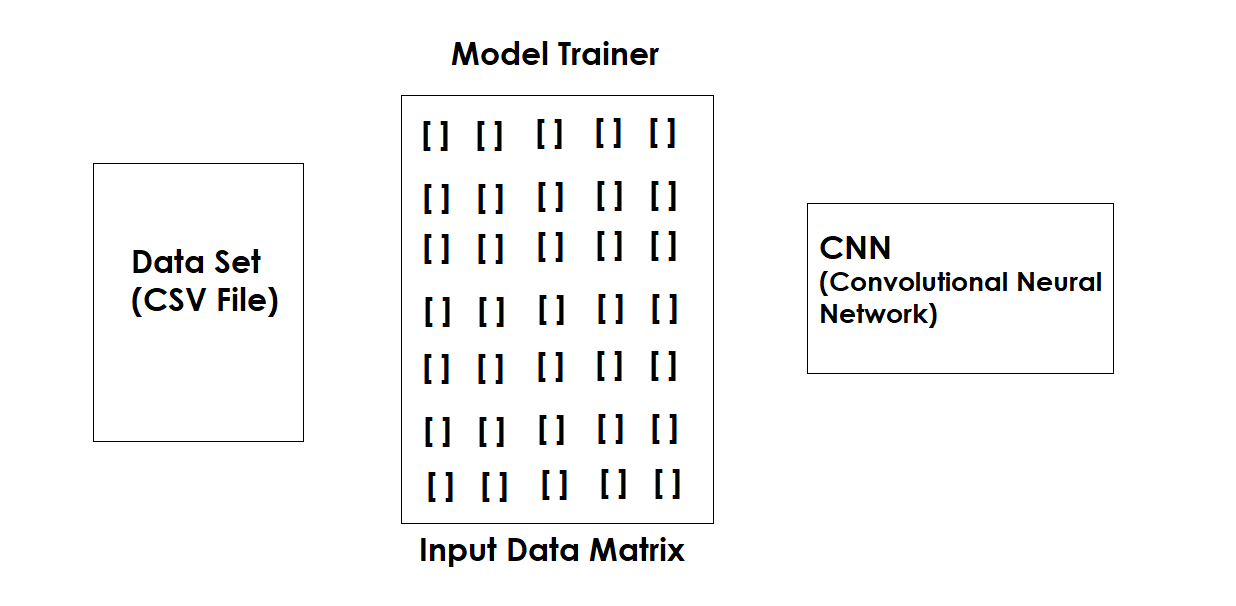 Model Trainer
[ ] [ ] [ ] [ ] [ ]
[ ] [ ] [ ] [ ] [ ]
[ ] [ ] [ ] [ ] [ ]
[ ] [ ] [ ] [ ] [ ]
[ ] [ ] [ ] [ ] [ ]
[ ] [ ] [ ] [ ] [ ]
[ ] [ ] [ ] [ ] [ ]
Input Data Matrix
Data Set
(CSV File)
CNN
(Convolutional Neural
Network)